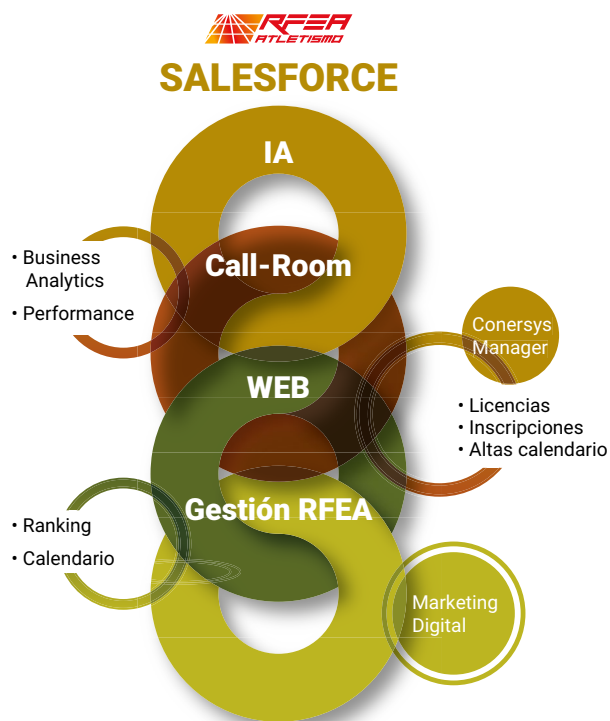 RFEA
ATLETISMO
SALESFORCE
IA
• Business
Analytics
• Performance
Call-Room
Conersys
Manager
WEB
• Licencias
• Inscripciones
• Altas calendario
Gestión RFEA
• Ranking
• Calendario
Marketing
Digital